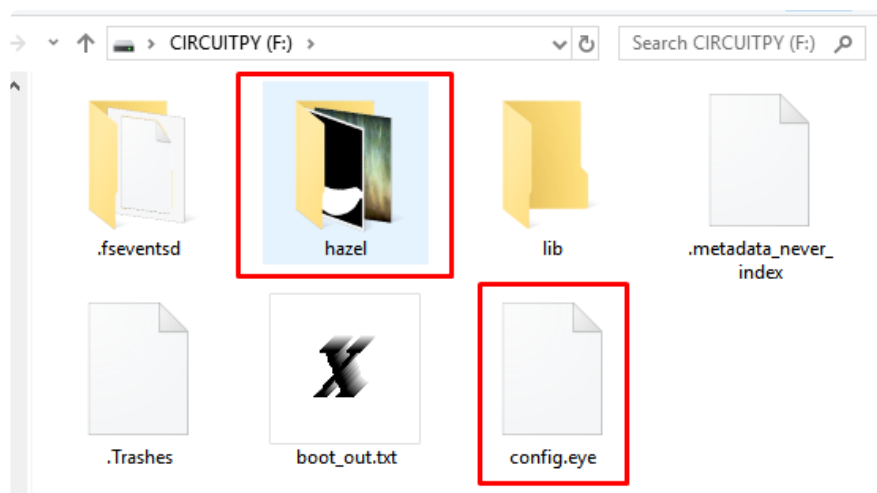 CIRCUITPY (F:)
Search CIRCUITPY (F:)
.fseventsd
hazel
lib
.metadata_never_
index
.Trashes
boot_out.txt
config.eye